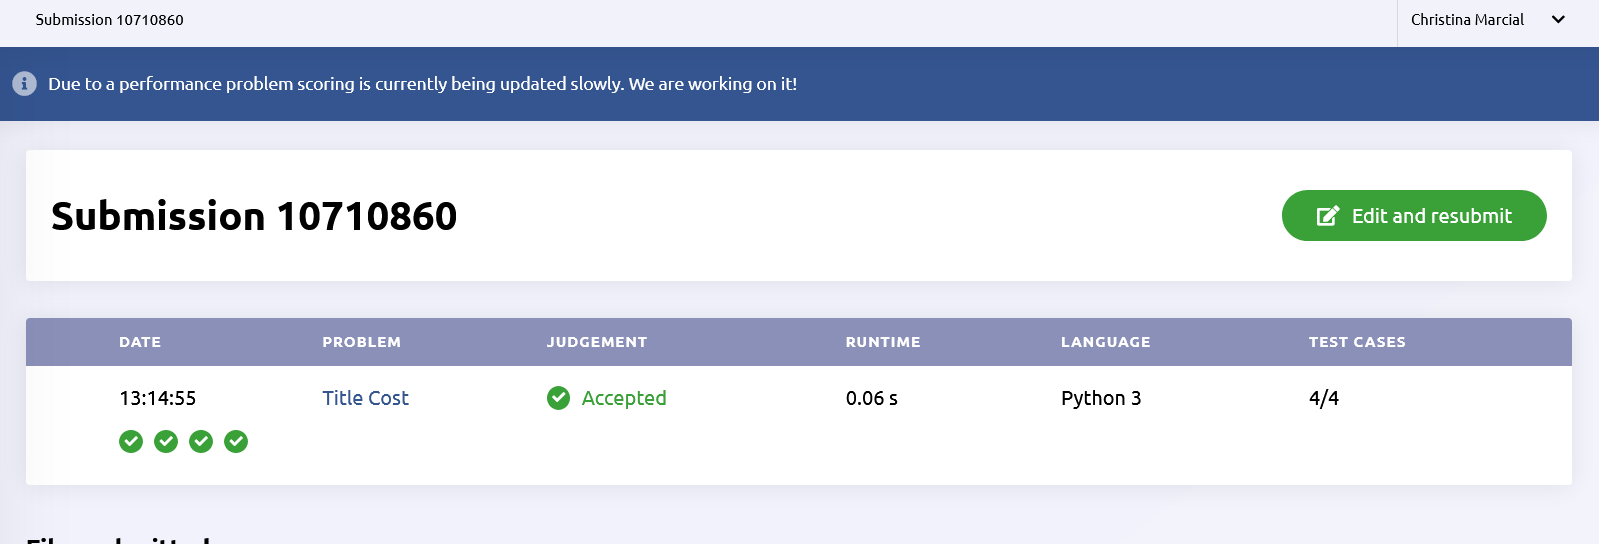 Submission 10710860
Christina Marcial
Due to a performance problem scoring is currently being updated slowly. We are working on it!
Submission 10710860
Edit and resubmit
DATE PROBLEM JUDGEMENT RUNTIME LANGUAGE TEST CASES
13:14:55 Title Cost Accepted 0.06 s Python 3 4/4